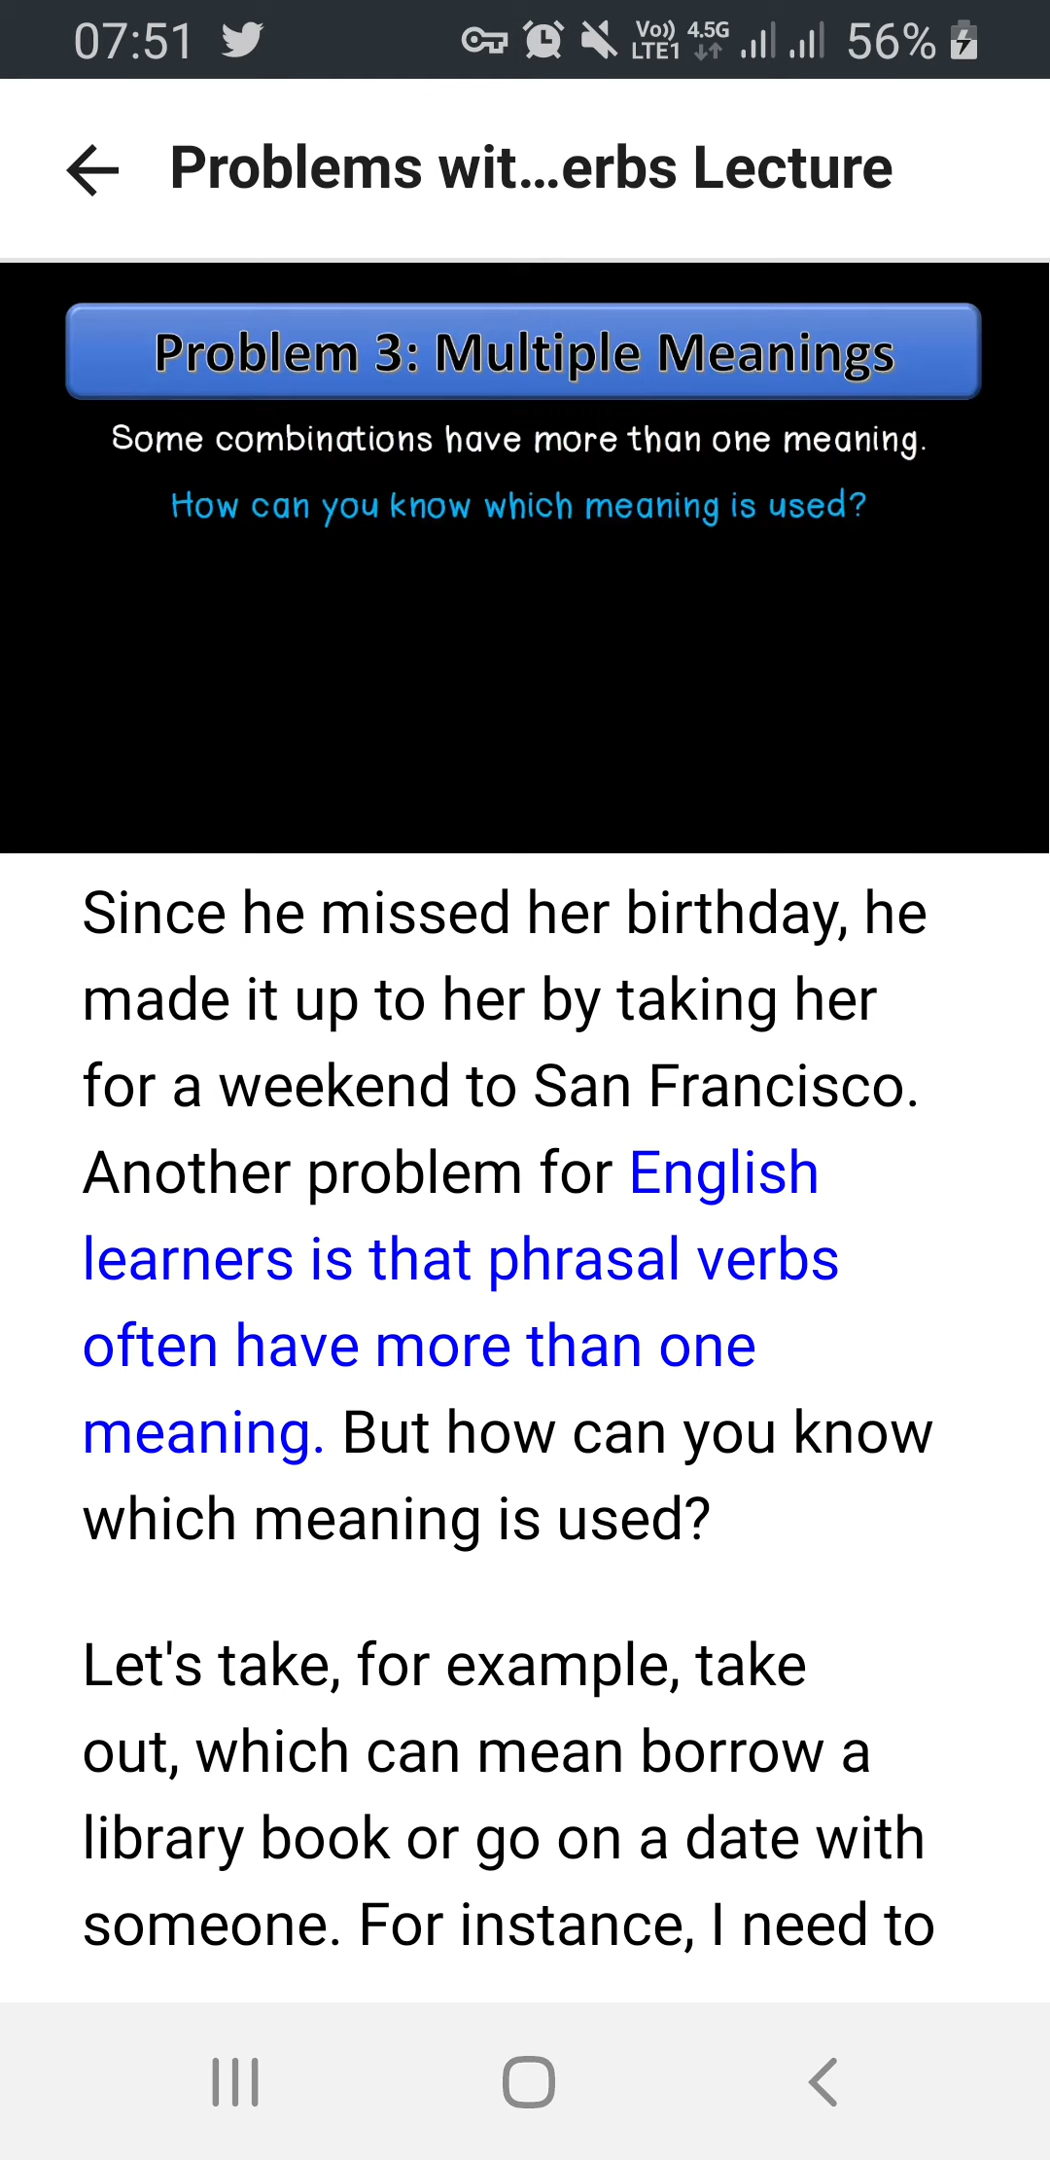 07:51
Vo)) LTE1 4.5G 56%
Problems wit...erbs Lecture
Problem 3: Multiple Meanings
Some combinations have more than one meaning.
How can you know which meaning is used?
Since he missed her birthday, he
made it up to her by taking her
for a weekend to San Francisco.
Another problem for English
learners is that phrasal verbs
often have more than one
meaning. But how can you know
which meaning is used?
Let's take, for example, take
out, which can mean borrow a
library book or go on a date with
someone. For instance, I need to